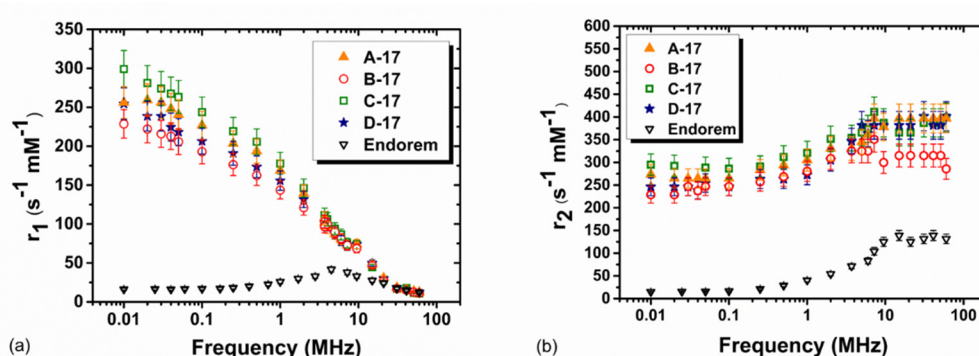 (a)
350
300
250
200
150
100
50
0
r1 (s-1 mM-1)
A-17
B-17
C-17
D-17
Endorem
0.01
0.1
1
10
100
Frequency (MHz)
(b)
600
550
500
450
400
350
300
250
200
150
100
50
0
r2 (s-1 mM-1)
A-17
B-17
C-17
D-17
Endorem
0.01
0.1
1
10
100
Frequency (MHz)